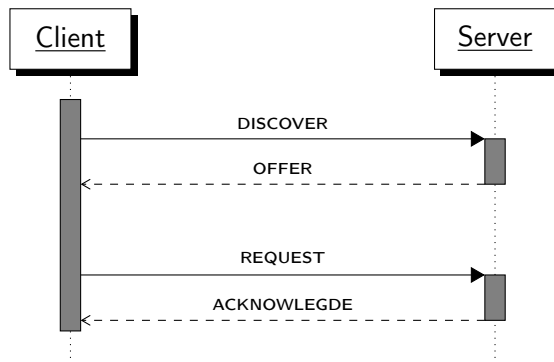 Client
Server
DISCOVER
OFFER
REQUEST
ACKNOWLEGDE